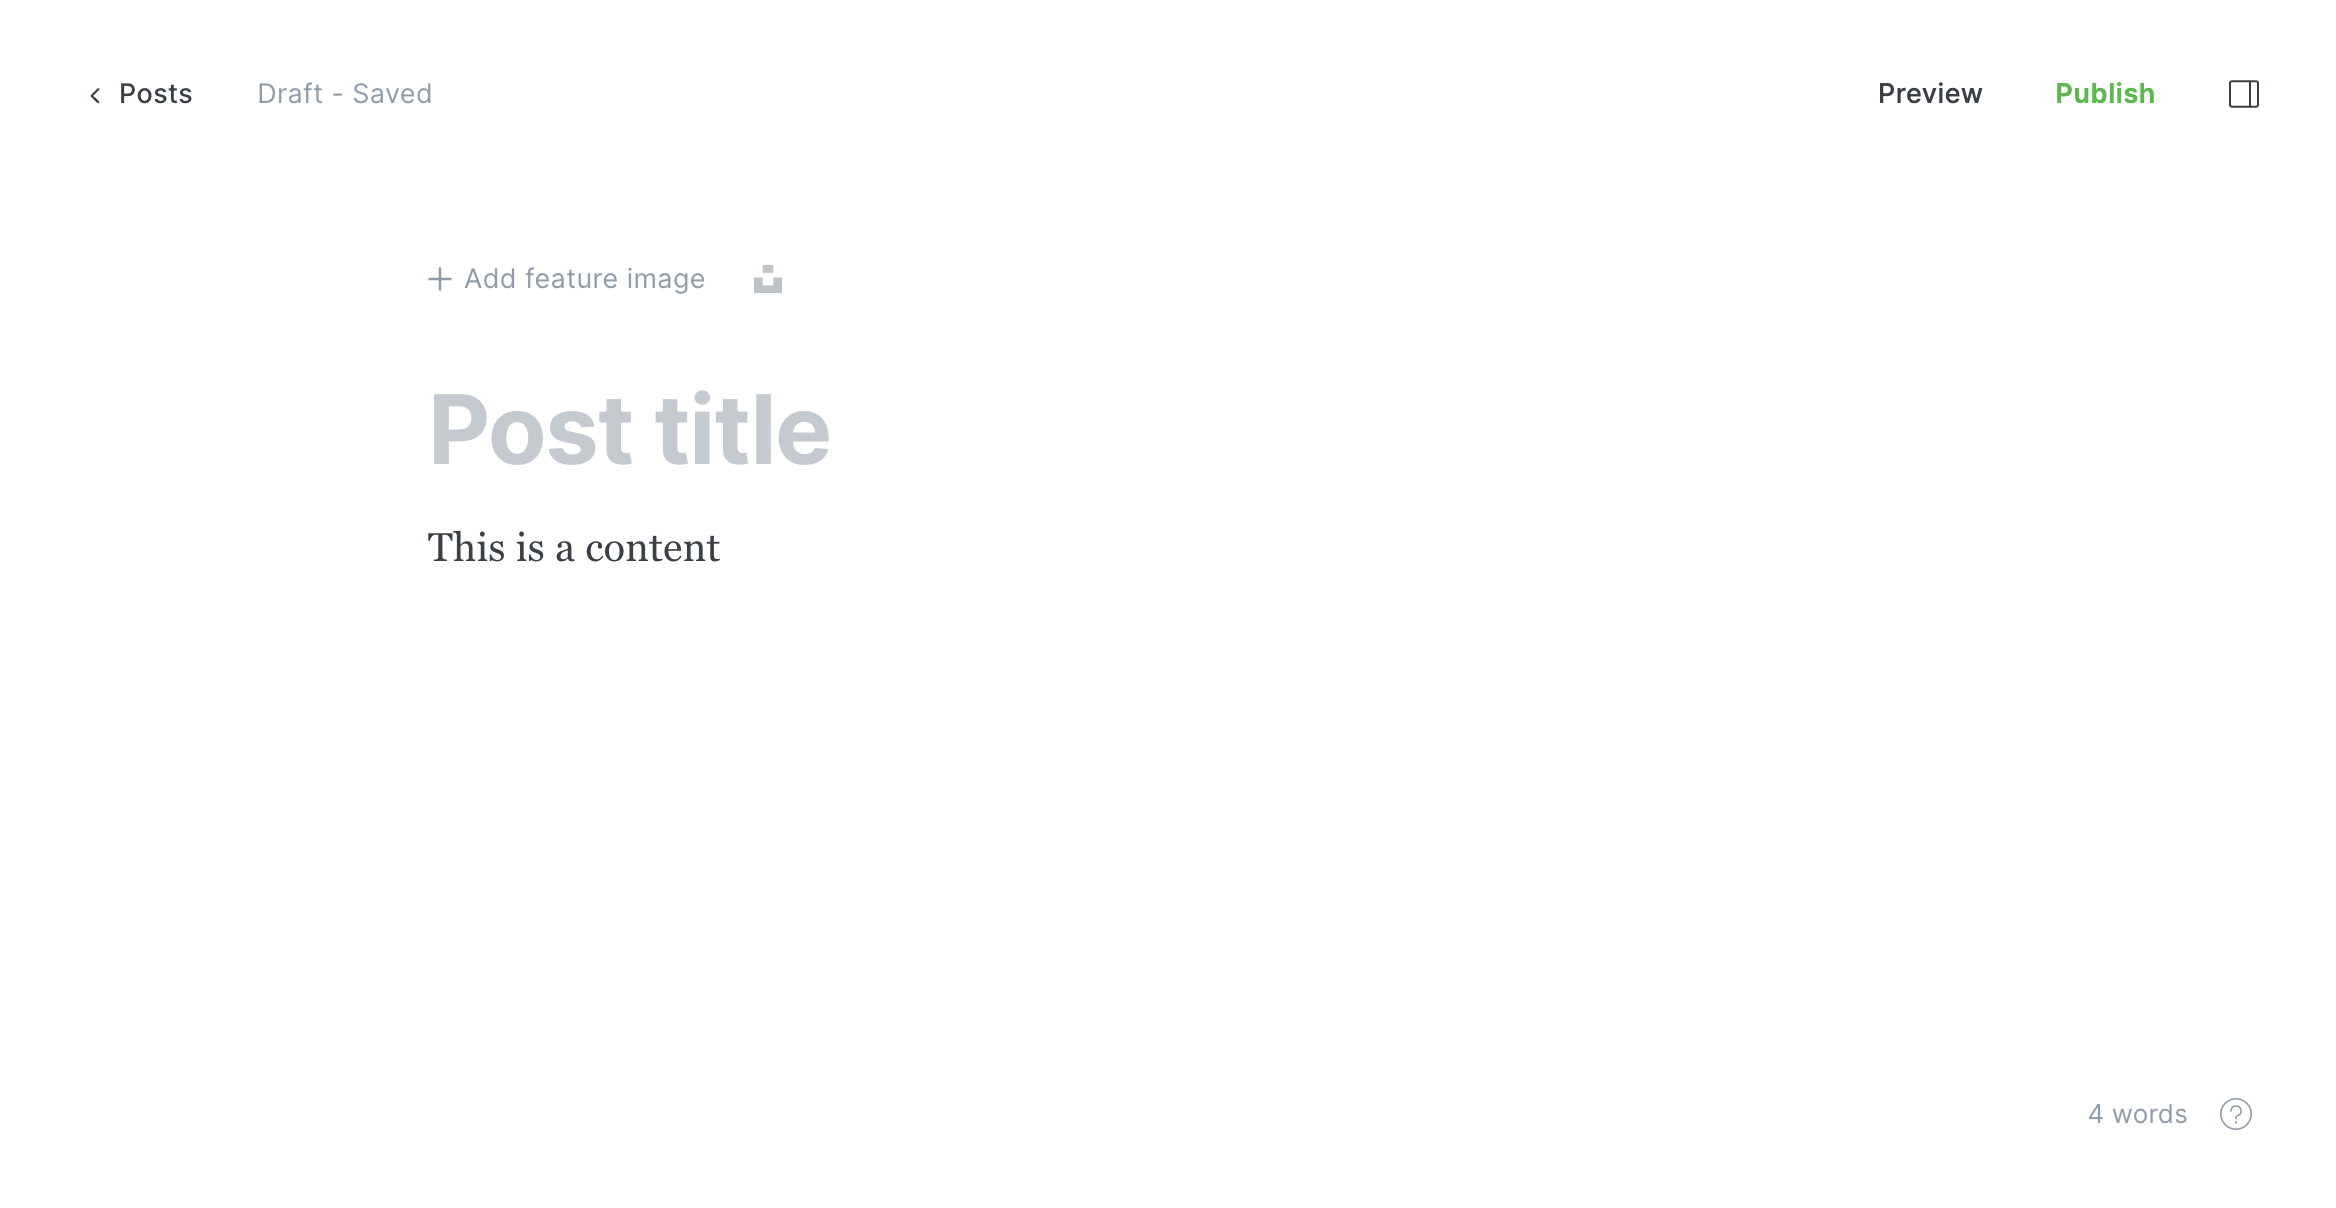 Posts Draft - Saved Preview Publish
Add feature image
Post title
This is a content
4 words